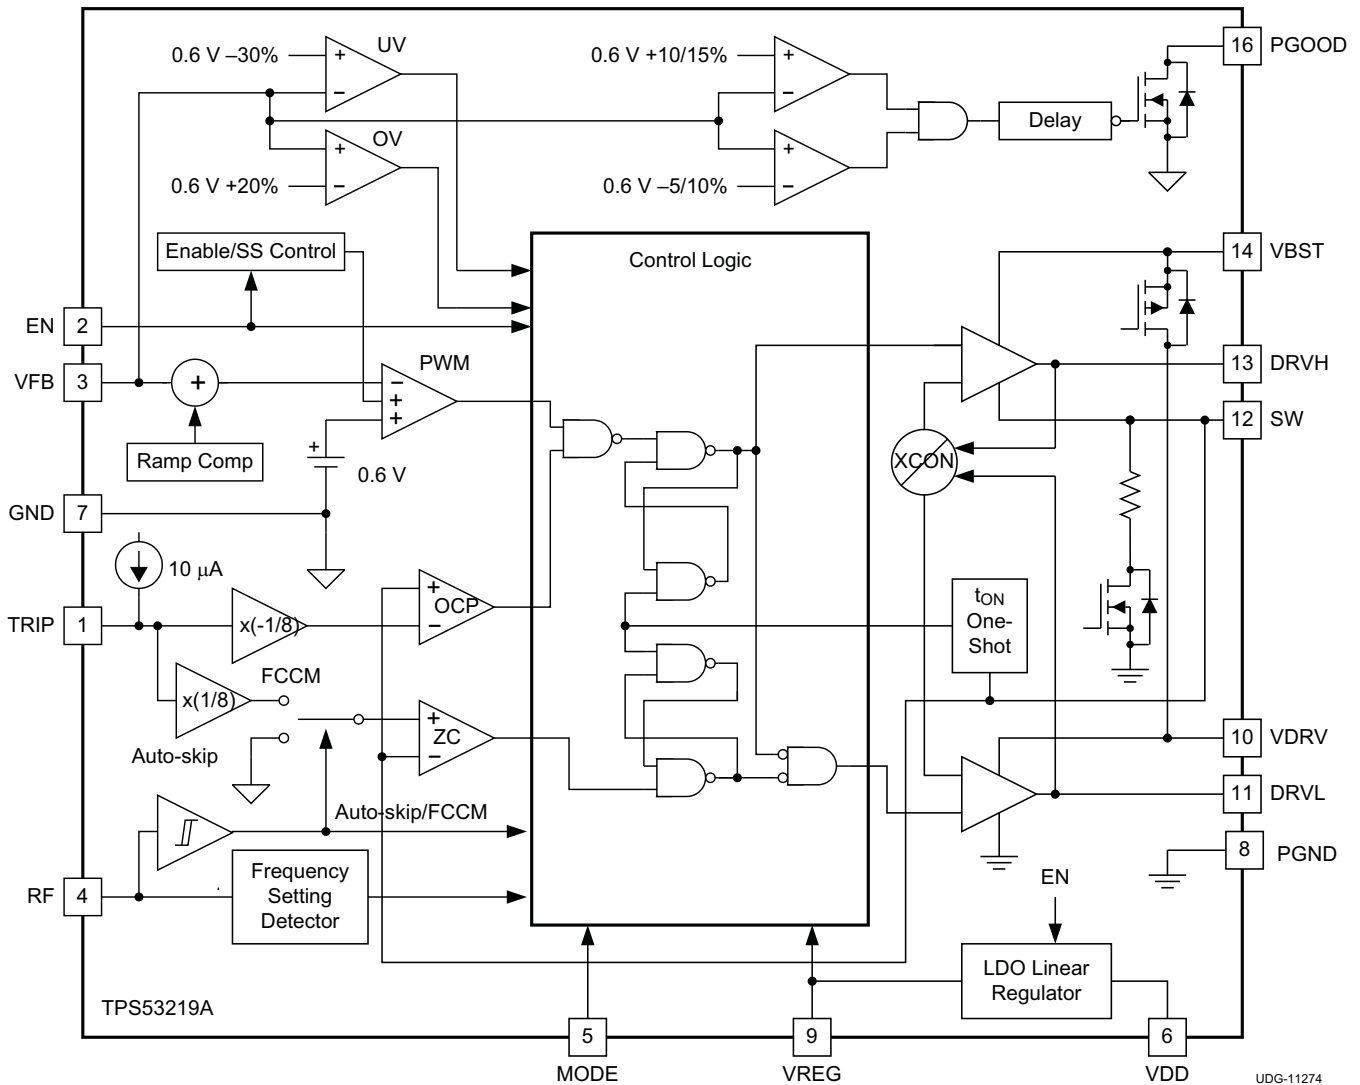 0.6 V –30%
+
–
UV
+
–
OV
0.6 V +20%
0.6 V +10/15%
+
–
+
–
0.6 V –5/10%
Delay
16
PGOOD
Enable/SS Control
Control Logic
14
VBST
EN
2
VFB
3
+
PWM
–
+
+
13
DRVH
12
SW
Ramp Comp
+
0.6 V
XCON
GND
7
10 µA
TRIP
1
x(-1/8)
+
OCP
–
tON
One-
Shot
FCCM
x(1/8)
+
ZC
–
Auto-skip
10
VDRV
11
DRVL
Auto-skip/FCCM
8
PGND
RF
4
Frequency
Setting
Detector
EN
LDO Linear
Regulator
TPS53219A
5
MODE
9
VREG
6
VDD
UDG-11274